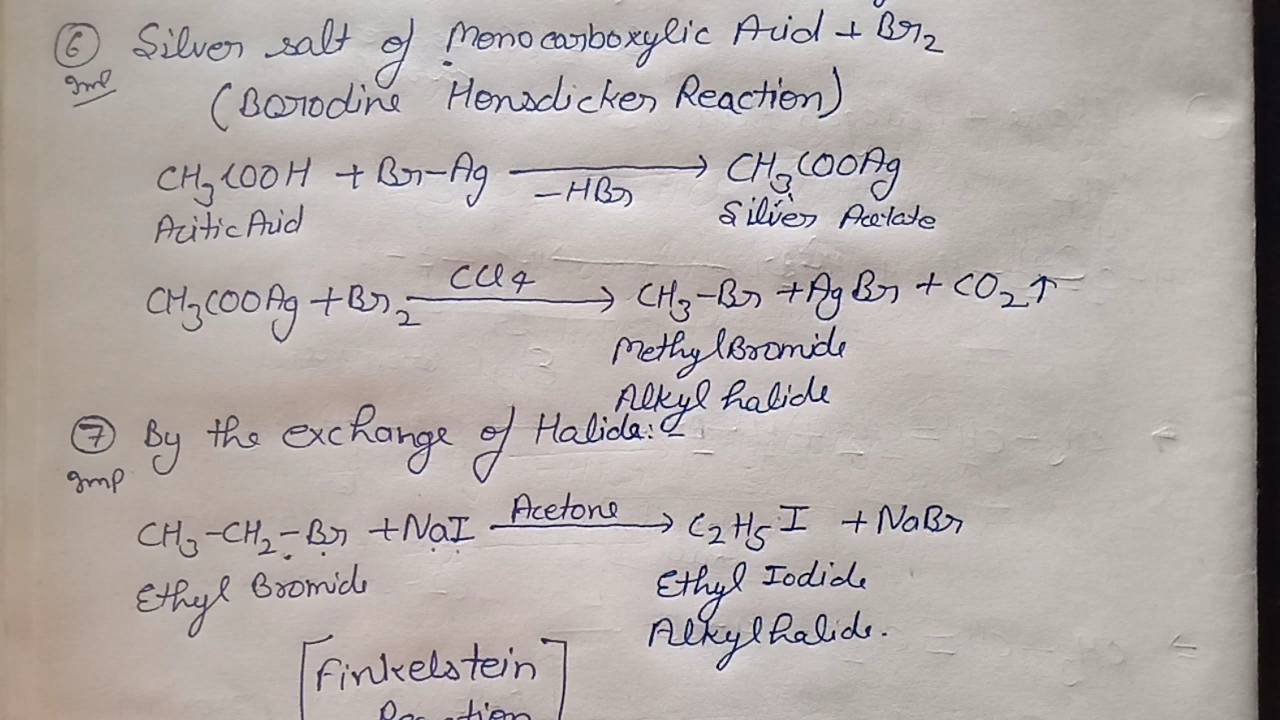 ⑥ Silver salt of Monocarboxylic Acid + Br₂
Imp
(Borodine Hunsdicker Reaction)
CH₃COOH + Br-Ag ⟶ CH₃COOAg
-HBr
Acitic Acid Silver Acetate
CH₃COOAg + Br₂ —CCl4→ CH₃-Br + AgBr + CO₂↑
Methyl Bromide
Alkyl halide
⑦ By the exchange of Halide:-
Imp
CH₃-CH₂-Br + NaI —Acetone→ C₂H₅I + NaBr
Ethyl Bromide Ethyl Iodide
Alkyl halide.
[Finkelstein
Reaction]